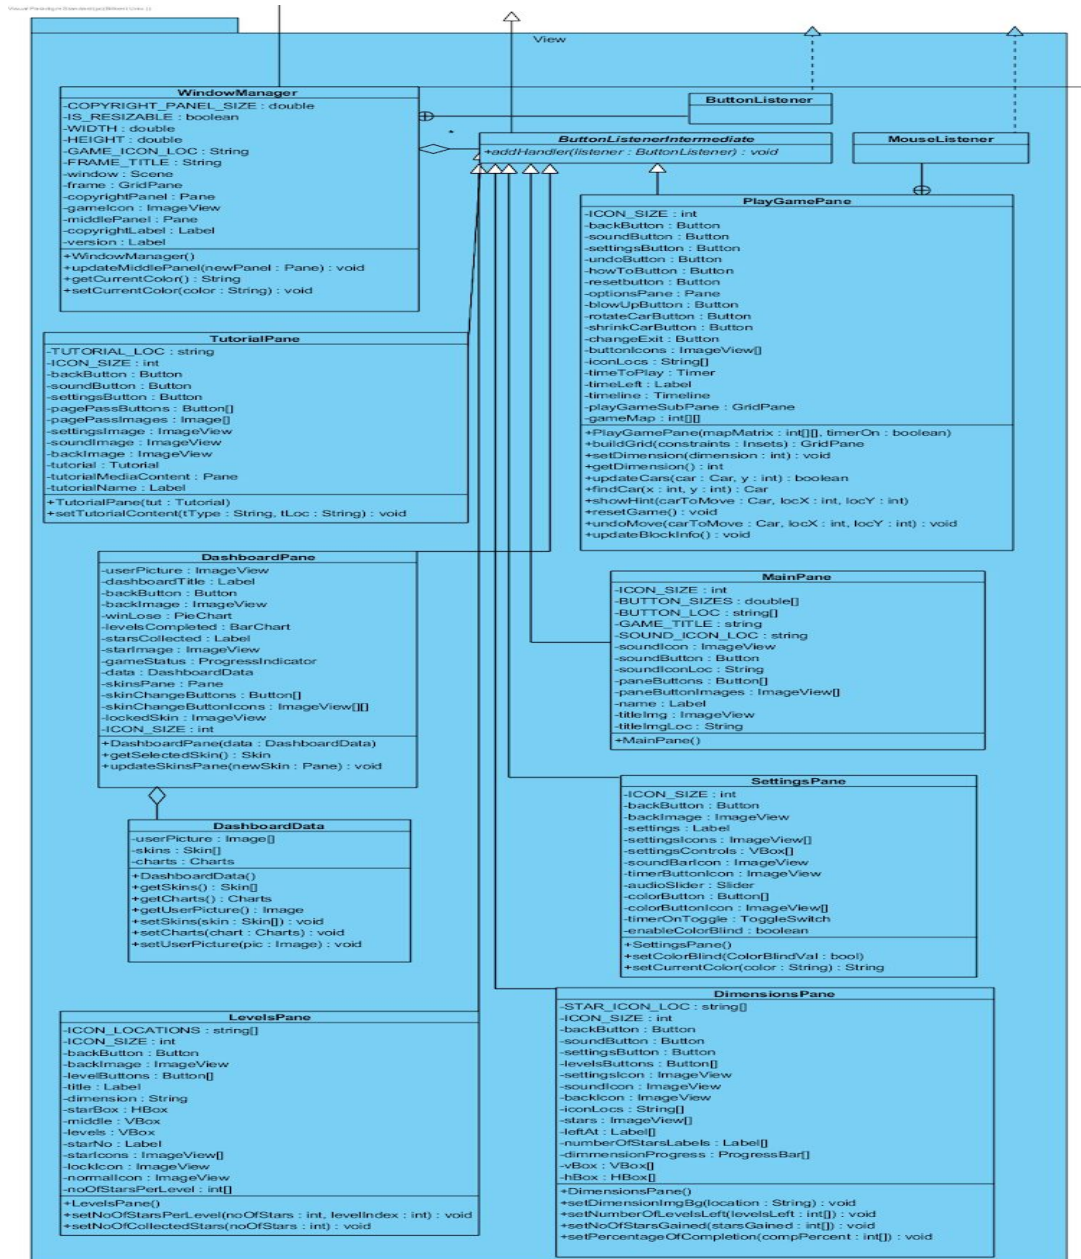 Visual Paradigm Standard(
View
WindowManager
-COPYRIGHT_PANEL_SIZE : double
-IS_RESIZABLE : boolean
-WIDTH : double
-HEIGHT : double
-GAME_ICON_LOC : String
-FRAME_TITLE : String
-window : Scene
-frame : GridPane
-copyrightPanel : Pane
-gameIcon : ImageView
-middlePanel : Pane
-copyrightLabel : Label
-version : Label
+WindowManager()
+updateMiddlePanel(newPanel : Pane) : void
+getCurrentColor() : String
+setCurrentColor(color : String) : void
*
ButtonListener
ButtonListenerIntermediate
+addHandler(listener : ButtonListener) : void
MouseListener
PlayGamePane
-ICON_SIZE : int
-backButton : Button
-soundButton : Button
-settingsButton : Button
-undoButton : Button
-howToButton : Button
-resetbutton : Button
-optionsPane : Pane
-blowUpButton : Button
-rotateCarButton : Button
-shrinkCarButton : Button
-changeExit : Button
-buttonIcons : ImageView[]
-iconLocs : String[]
-timeToPlay : Timer
-timeLeft : Label
-timeline : Timeline
-playGameSubPane : GridPane
-gameMap : int[][]
+PlayGamePane(mapMatrix : int[][], timerOn : boolean)
+buildGrid(constraints : Insets) : GridPane
+setDimension(dimension : int) : void
+getDimension() : int
+updateCars(car : Car, y : int) : boolean
+findCar(x : int, y : int) : Car
+showHint(carToMove : Car, locX : int, locY : int)
+resetGame() : void
+undoMove(carToMove : Car, locX : int, locY : int) : void
+updateBlockInfo() : void
TutorialPane
-TUTORIAL_LOC : string
-ICON_SIZE : int
-backButton : Button
-soundButton : Button
-settingsButton : Button
-pagePassButtons : Button[]
-pagePassImages : Image[]
-settingsImage : ImageView
-soundImage : ImageView
-backImage : ImageView
-tutorial : Tutorial
-tutorialMediaContent : Pane
-tutorialName : Label
+TutorialPane(tut : Tutorial)
+setTutorialContent(tType : String, tLoc : String) : void
DashboardPane
-userPicture : ImageView
-dashboardTitle : Label
-backButton : Button
-backImage : ImageView
-winLose : PieChart
-levelsCompleted : BarChart
-starsCollected : Label
-starImage : ImageView
-gameStatus : ProgressIndicator
-data : DashboardData
-skinsPane : Pane
-skinChangeButtons : Button[]
-skinChangeButtonIcons : ImageView[][]
-lockedSkin : ImageView
-ICON_SIZE : int
+DashboardPane(data : DashboardData)
+getSelectedSkin() : Skin
+updateSkinsPane(newSkin : Pane) : void
MainPane
-ICON_SIZE : int
-BUTTON_SIZES : double[]
-BUTTON_LOC : string[]
-GAME_TITLE : string
-SOUND_ICON_LOC : string
-soundIcon : ImageView
-soundButton : Button
-soundIconLoc : String
-paneButtons : Button[]
-paneButtonImages : ImageView[]
-name : Label
-titleImg : ImageView
-titleImgLoc : String
+MainPane()
DashboardData
-userPicture : Image[]
-skins : Skin[]
-charts : Charts
+DashboardData()
+getSkins() : Skin[]
+getCharts() : Charts
+getUserPicture() : Image
+setSkins(skin : Skin[]) : void
+setCharts(chart : Charts) : void
+setUserPicture(pic : Image) : void
SettingsPane
-ICON_SIZE : int
-backButton : Button
-backImage : ImageView
-settings : Label
-settingsIcons : ImageView[]
-settingsControls : VBox[]
-soundBarIcon : ImageView
-timerButtonIcon : ImageView
-audioSlider : Slider
-colorButton : Button[]
-colorButtonIcon : ImageView[]
-timerOnToggle : ToggleSwitch
-enableColorBlind : boolean
+SettingsPane()
+setColorBlind(ColorBlindVal : bool)
+setCurrentColor(color : String) : String
LevelsPane
-ICON_LOCATIONS : string[]
-ICON_SIZE : int
-backButton : Button
-backImage : ImageView
-levelButtons : Button[]
-title : Label
-dimension : String
-starBox : HBox
-middle : VBox
-levels : VBox
-starNo : Label
-starIcons : ImageView[]
-lockIcon : ImageView
-normalIcon : ImageView
-noOfStarsPerLevel : int[]
+LevelsPane()
+setNoOfStarsPerLevel(noOfStars : int, levelIndex : int) : void
+setNoOfCollectedStars(noOfStars : int) : void
DimensionsPane
-STAR_ICON_LOC : string[]
-ICON_SIZE : int
-backButton : Button
-soundButton : Button
-settingsButton : Button
-levelsButtons : Button[]
-settingsIcon : ImageView
-soundIcon : ImageView
-backIcon : ImageView
-iconLocs : String[]
-stars : ImageView[]
-leftAt : Label[]
-numberOfStarsLabels : Label[]
-dimmensionProgress : ProgressBar[]
-vBox : VBox[]
-hBox : HBox[]
+DimensionsPane()
+setDimensionImgBg(location : String) : void
+setNumberOfLevelsLeft(levelsLeft : int[]) : void
+setNoOfStarsGained(starsGained : int[]) : void
+setPercentageOfCompletion(compPercent : int[]) : void